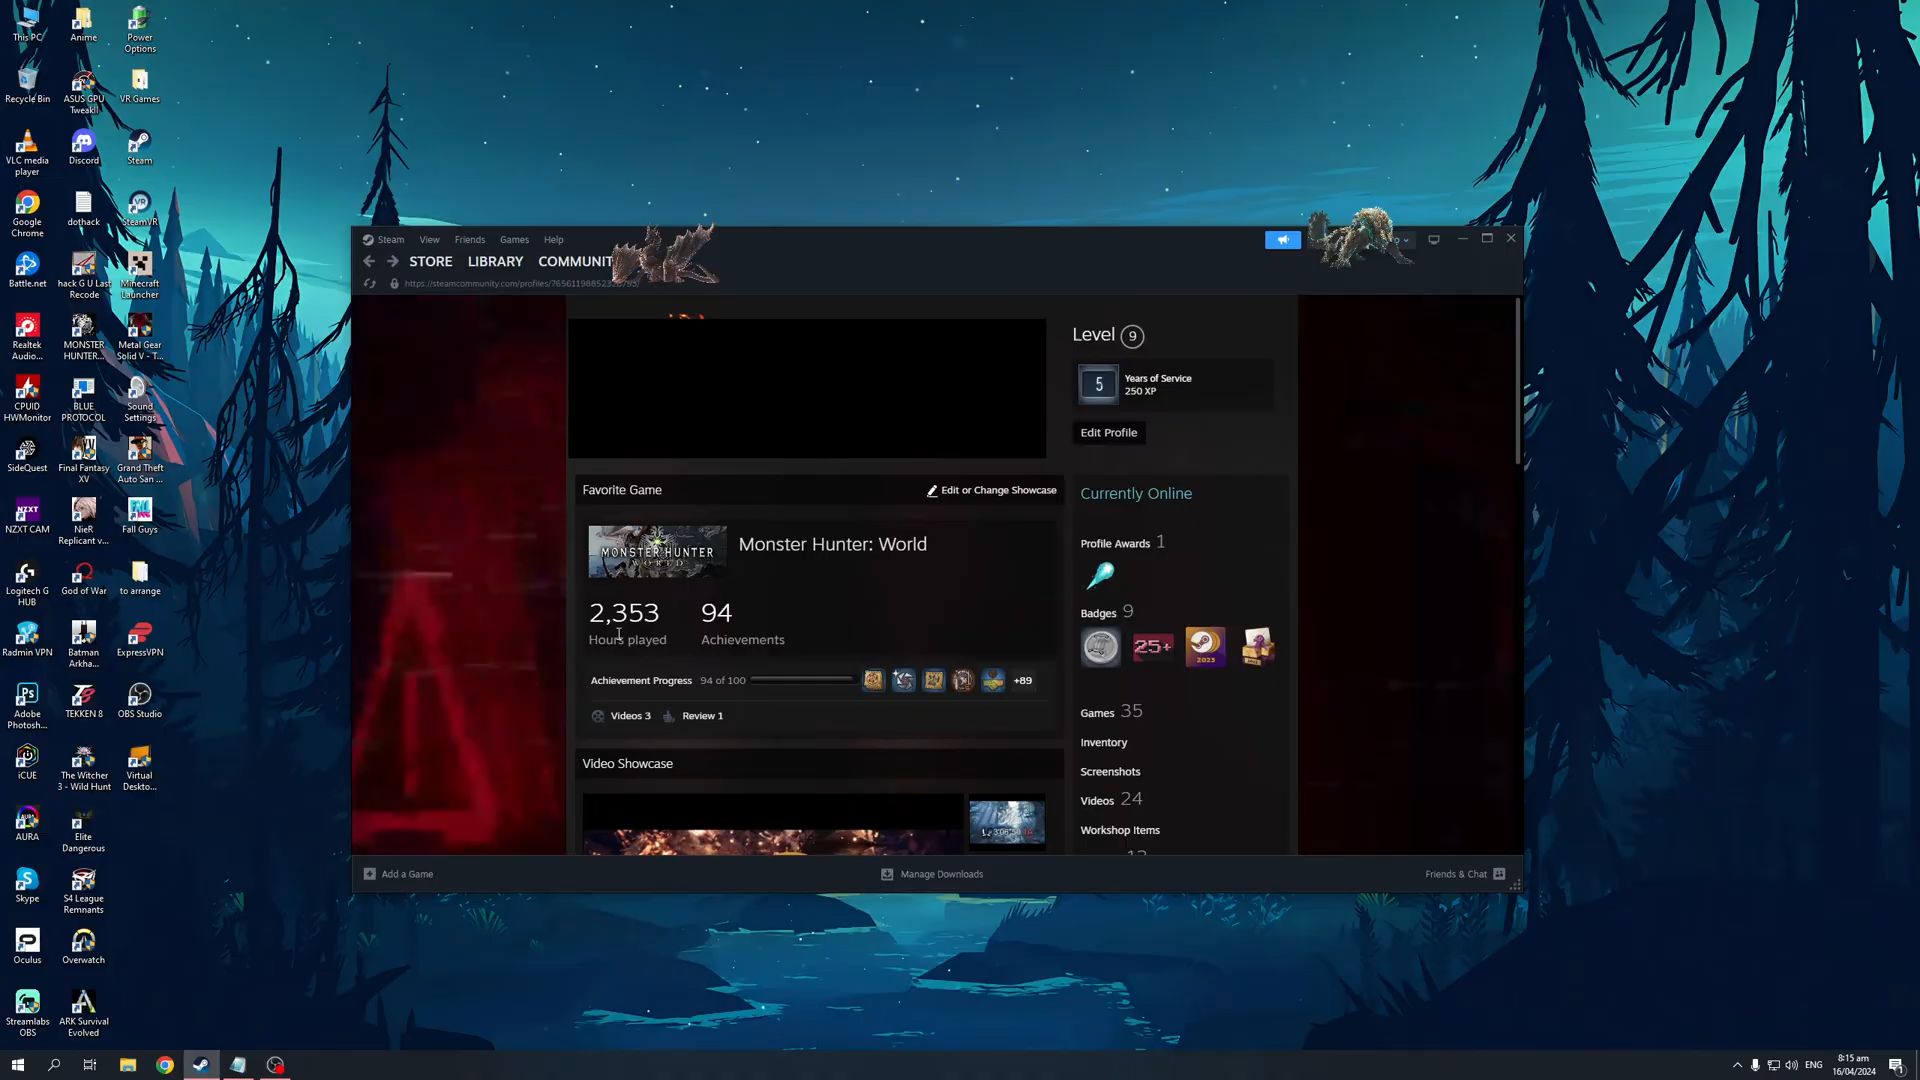 This PC
Anime
Power
Options
Recycle Bin
ASUS GPU
TweakII
VR Games
VLC media
player
Discord
Steam
Google
Chrome
dothack
SteamVR
Battle.net
hack G U Last
Recode
Minecraft
Launcher
Realtek
Audio...
MONSTER
HUNTER...
Metal Gear
Solid V - T...
CPUID
HWMonitor
BLUE
PROTOCOL
Sound
Settings
SideQuest
Final Fantasy
XV
Grand Theft
Auto San ...
NZXT CAM
NieR
Replicant v...
Fall Guys
Logitech G
HUB
God of War
to arrange
Radmin VPN
Batman
Arkha...
ExpressVPN
Adobe
Photosh...
TEKKEN 8
OBS Studio
iCUE
The Witcher
3 - Wild Hunt
Virtual
Deskto...
AURA
Elite
Dangerous
Skype
S4 League
Remnants
Oculus
Overwatch
Streamlabs
OBS
ARK Survival
Evolved
Steam View Friends Games Help
STORE LIBRARY COMMUNIT
Level 9
5
Years of Service
250 XP
Edit Profile
Favorite Game
Edit or Change Showcase
MONSTER HUNTER
WORLD
Monster Hunter: World
2,353 94
Hours played Achievements
Achievement Progress 94 of 100 +89
Videos 3 Review 1
Video Showcase
Currently Online
Profile Awards 1
Badges 9
25+
2023
Games 35
Inventory
Screenshots
Videos 24
Workshop Items
Add a Game
Manage Downloads
Friends & Chat
ENG
8:15 am
16/04/2024